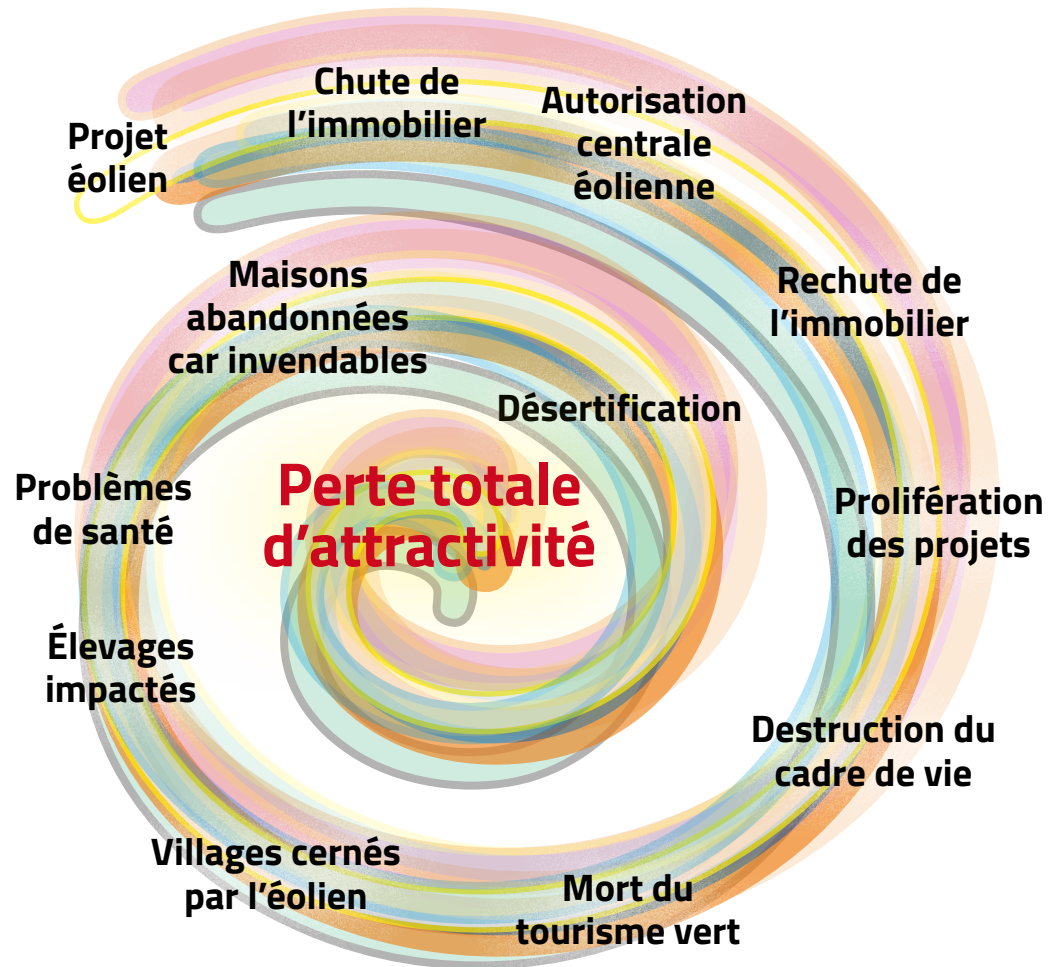 Projet
éolien
Chute de
l’immobilier
Autorisation
centrale
éolienne
Rechute de
l’immobilier
Prolifération
des projets
Destruction du
cadre de vie
Mort du
tourisme vert
Villages cernés
par l’éolien
Élevages
impactés
Problèmes
de santé
Maisons
abandonnées
car invendables
Désertification
Perte totale
d’attractivité